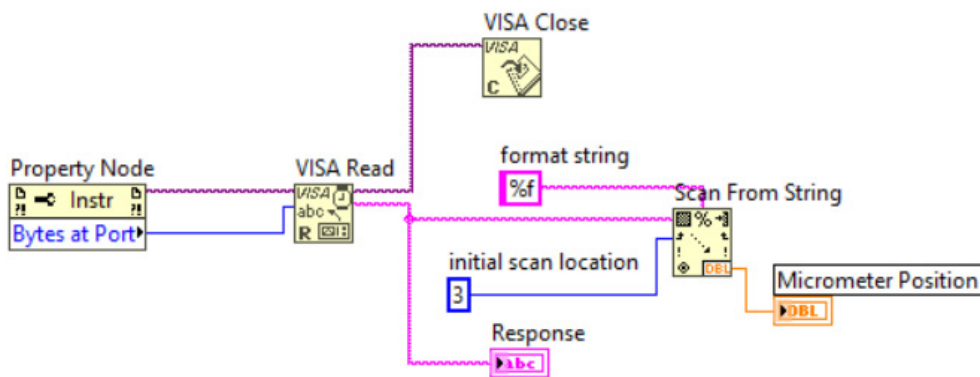 VISA Close
VISA
C
Property Node
Instr
Bytes at Port
VISA Read
VISA
abc
R
format string
%f
Scan From String
%
DBL
initial scan location
3
Micrometer Position
DBL
Response
abc